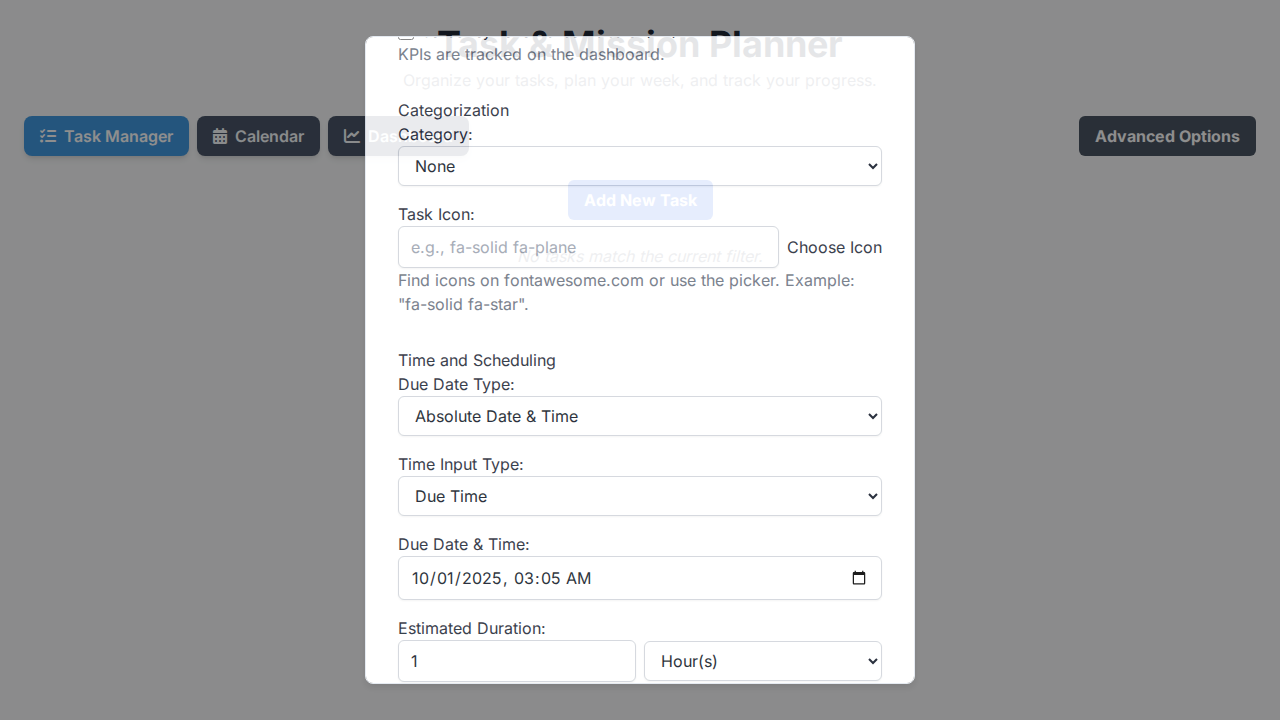 Task & Mission Planner
KPIs are tracked on the dashboard.
Organize your tasks, plan your week, and track your progress.
Task Manager
Calendar
Advanced Options
Categorization
Category:
None
Add New Task
Task Icon:
e.g., fa-solid fa-plane
Choose Icon
No tasks match the current filter.
Find icons on fontawesome.com or use the picker. Example:
"fa-solid fa-star".
Time and Scheduling
Due Date Type:
Absolute Date & Time
Time Input Type:
Due Time
Due Date & Time:
10/01/2025, 03:05 AM
Estimated Duration:
1
Hour(s)